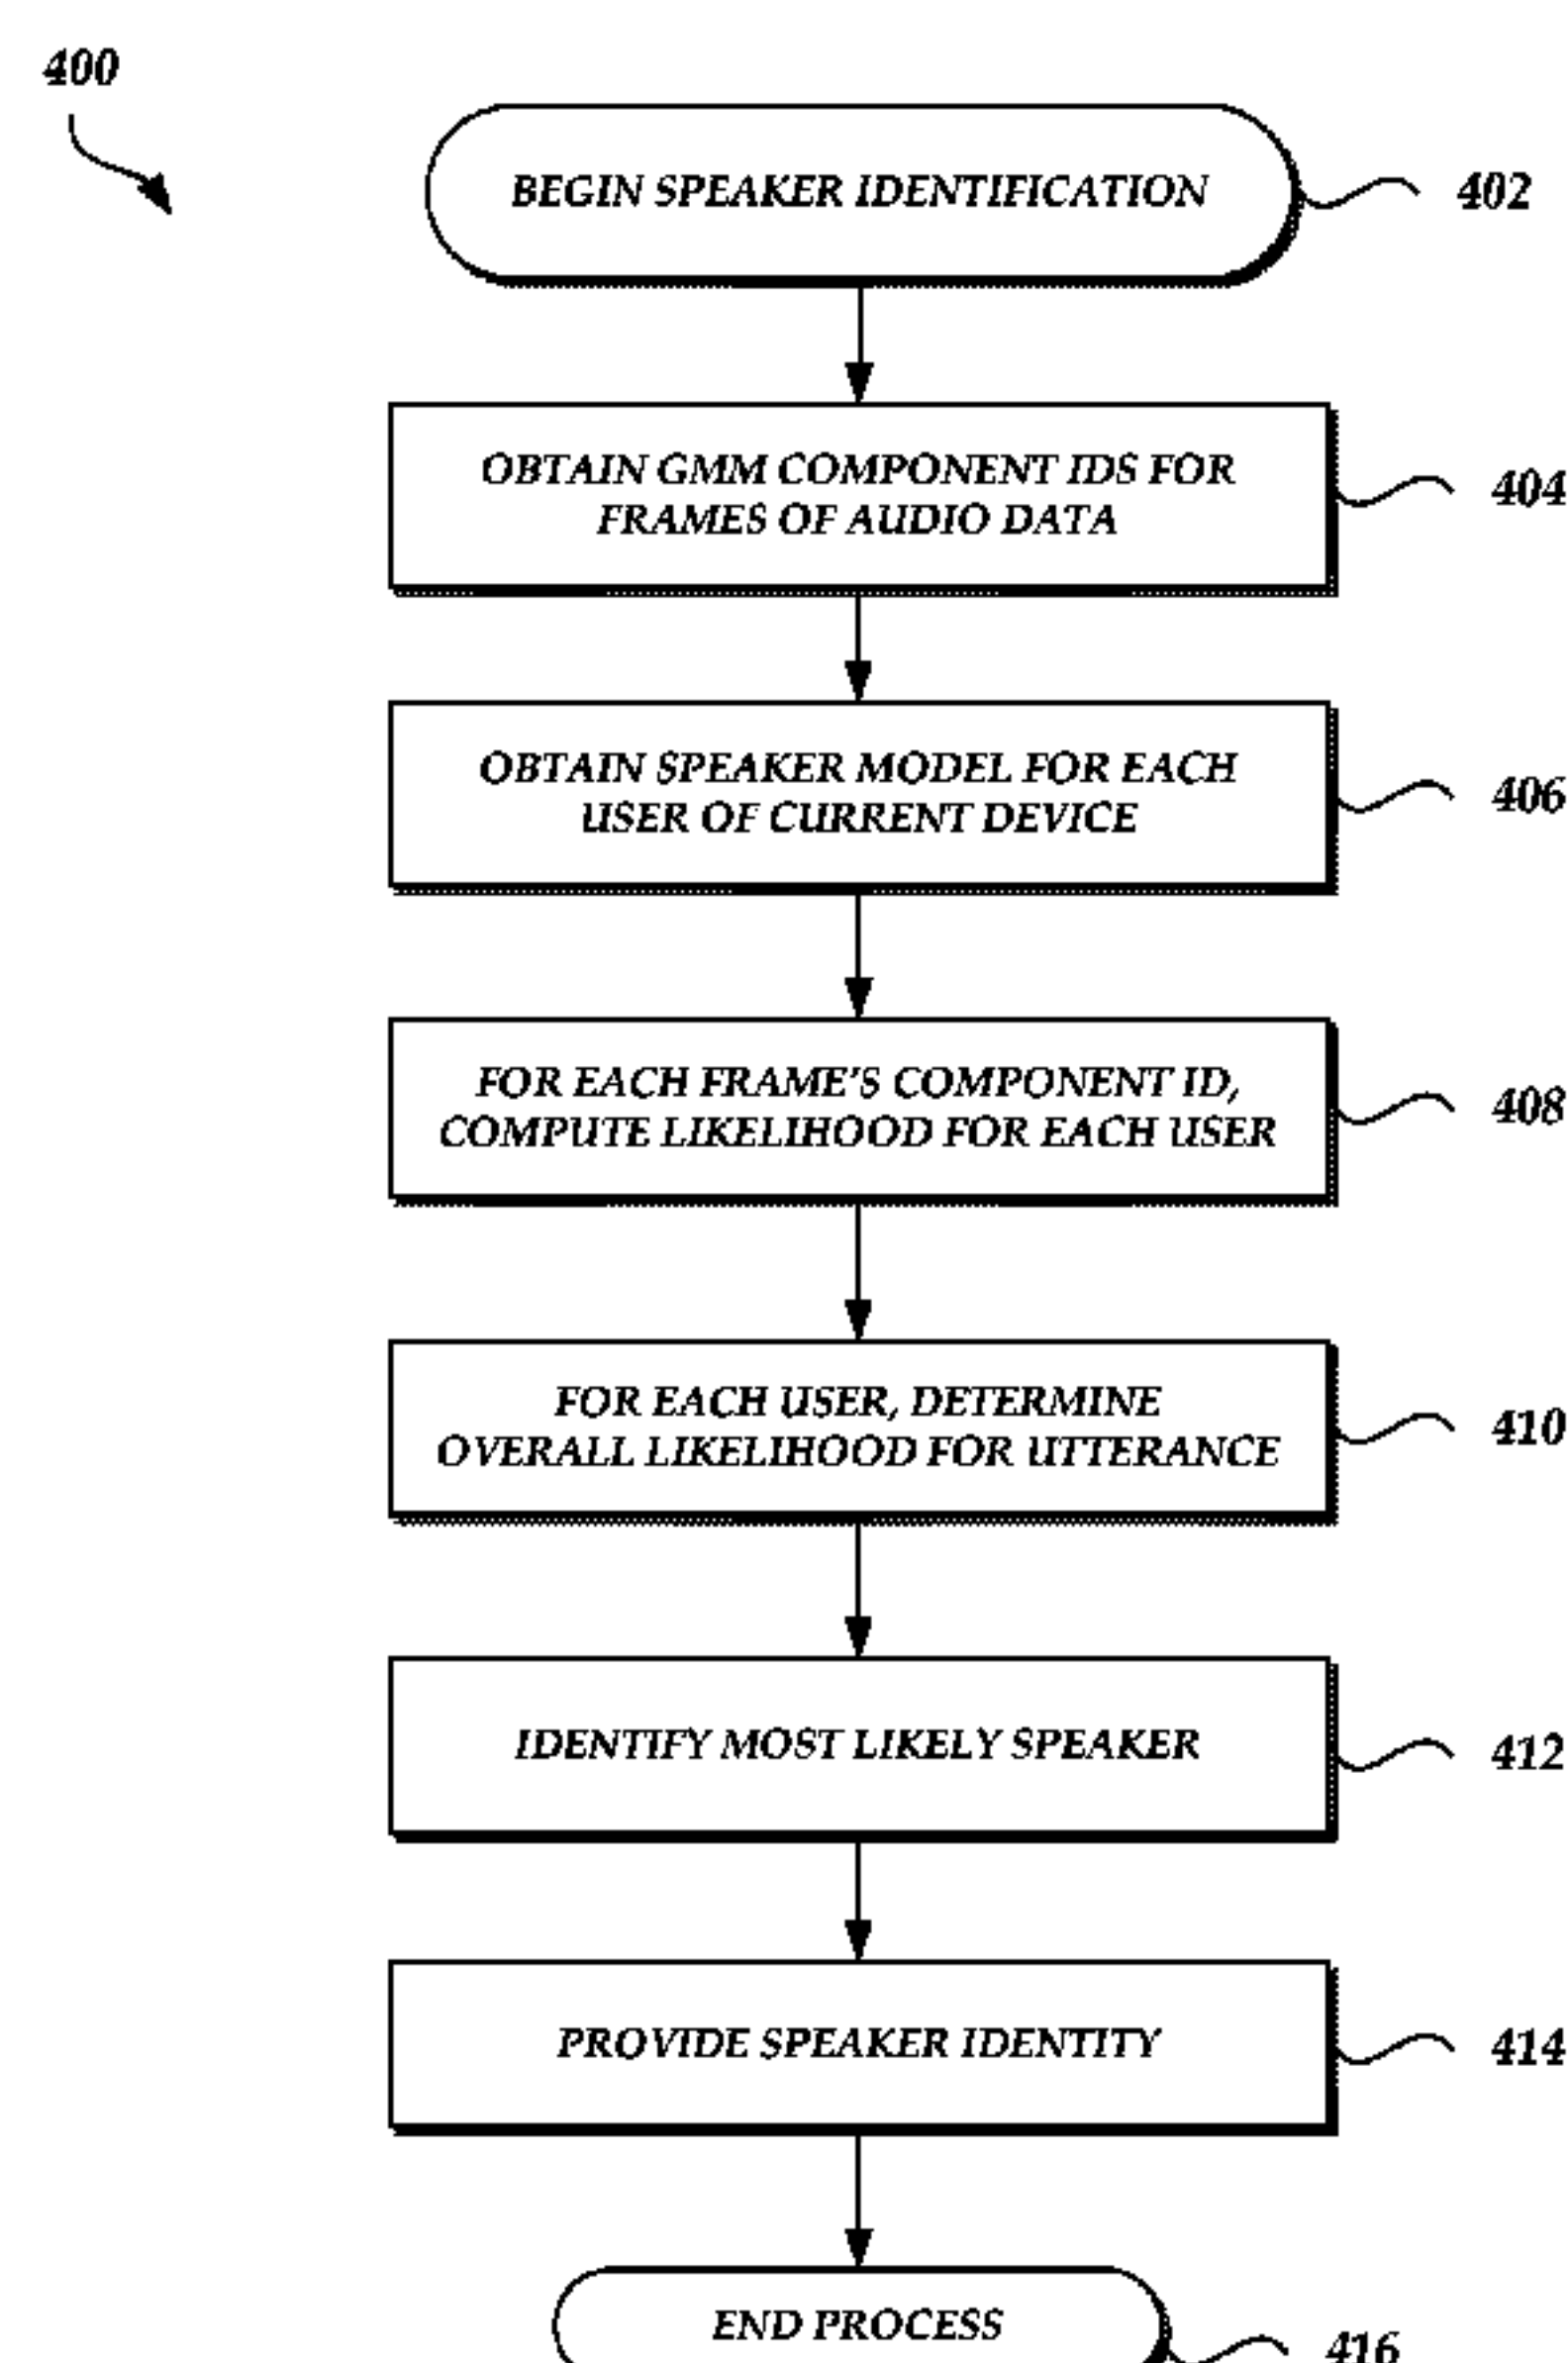 400
BEGIN SPEAKER IDENTIFICATION
402
OBTAIN GMM COMPONENT IDS FOR
FRAMES OF AUDIO DATA
404
OBTAIN SPEAKER MODEL FOR EACH
USER OF CURRENT DEVICE
406
FOR EACH FRAME'S COMPONENT ID,
COMPUTE LIKELIHOOD FOR EACH USER
408
FOR EACH USER, DETERMINE
OVERALL LIKELIHOOD FOR UTTERANCE
410
IDENTIFY MOST LIKELY SPEAKER
412
PROVIDE SPEAKER IDENTITY
414
END PROCESS
416